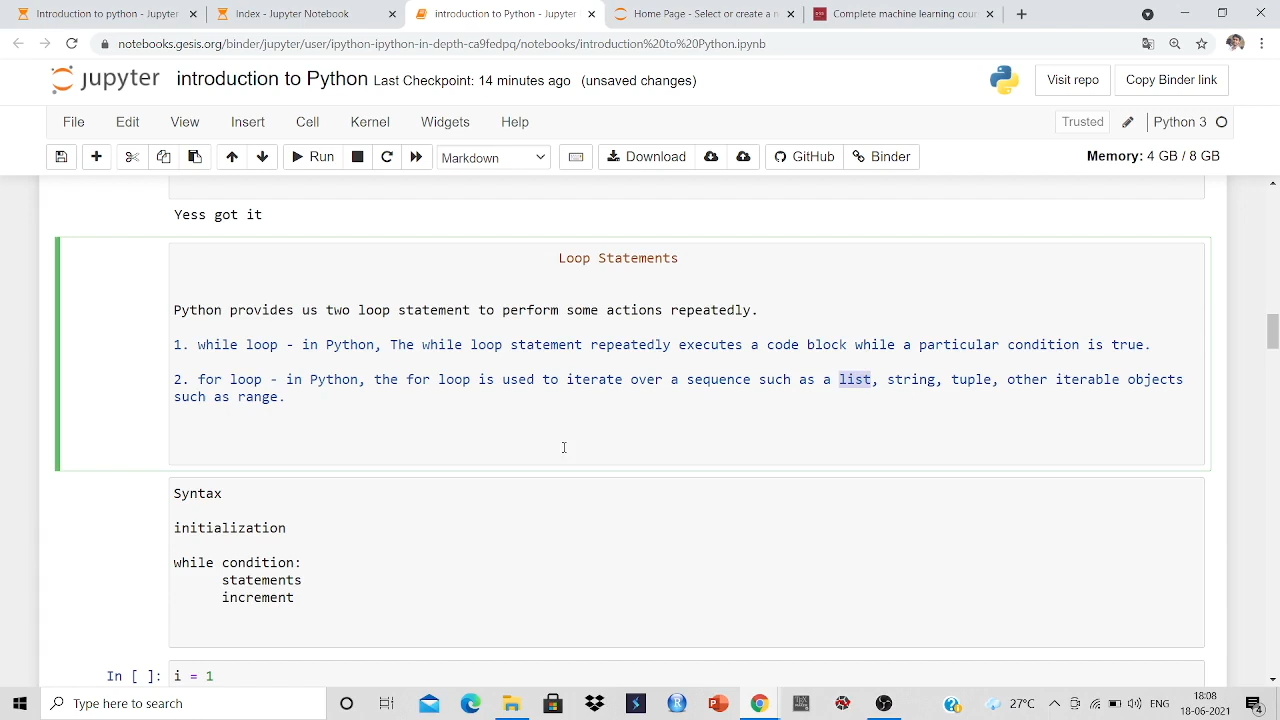 introduction to Python - Jupyter
Index - Jupyter Notebook
introduction to Python - Jupyter
Home Page - Select or create a n
Complete machine learning cour
notebooks.gesis.org/binder/jupyter/user/ipython-ipython-in-depth-ca9fedpq/notebooks/introduction%20to%20Python.ipynb
jupyter introduction to Python Last Checkpoint: 14 minutes ago (unsaved changes)
Visit repo
Copy Binder link
File Edit View Insert Cell Kernel Widgets Help
Trusted
Python 3
Run
Markdown
Download
GitHub
Binder
Memory: 4 GB / 8 GB
Yess got it
Loop Statements
Python provides us two loop statement to perform some actions repeatedly.
1. while loop - in Python, The while loop statement repeatedly executes a code block while a particular condition is true.
2. for loop - in Python, the for loop is used to iterate over a sequence such as a list, string, tuple, other iterable objects
such as range.
Syntax
initialization
while condition:
statements
increment
In [ ]: i = 1
Type here to search
27°C
ENG
18:08
18-06-2021
4